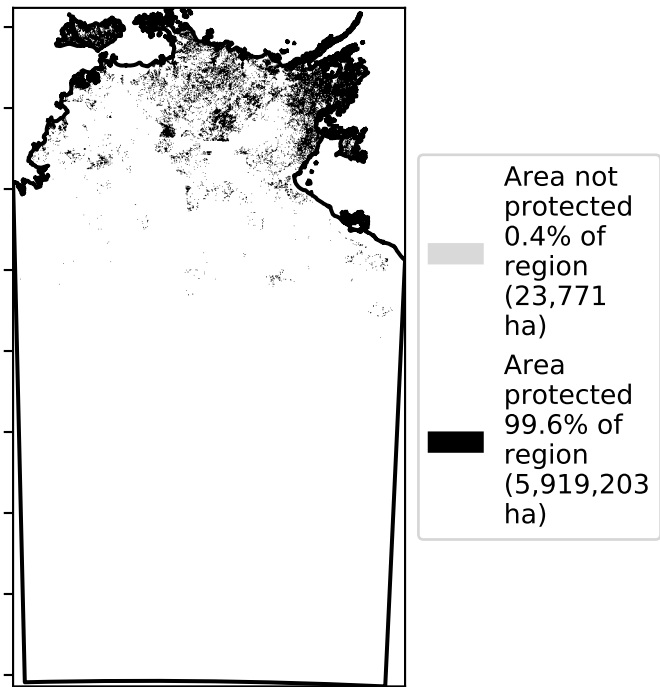 Area not
protected
0.4% of
region
(23,771
ha)
Area
protected
99.6% of
region
(5,919,203
ha)